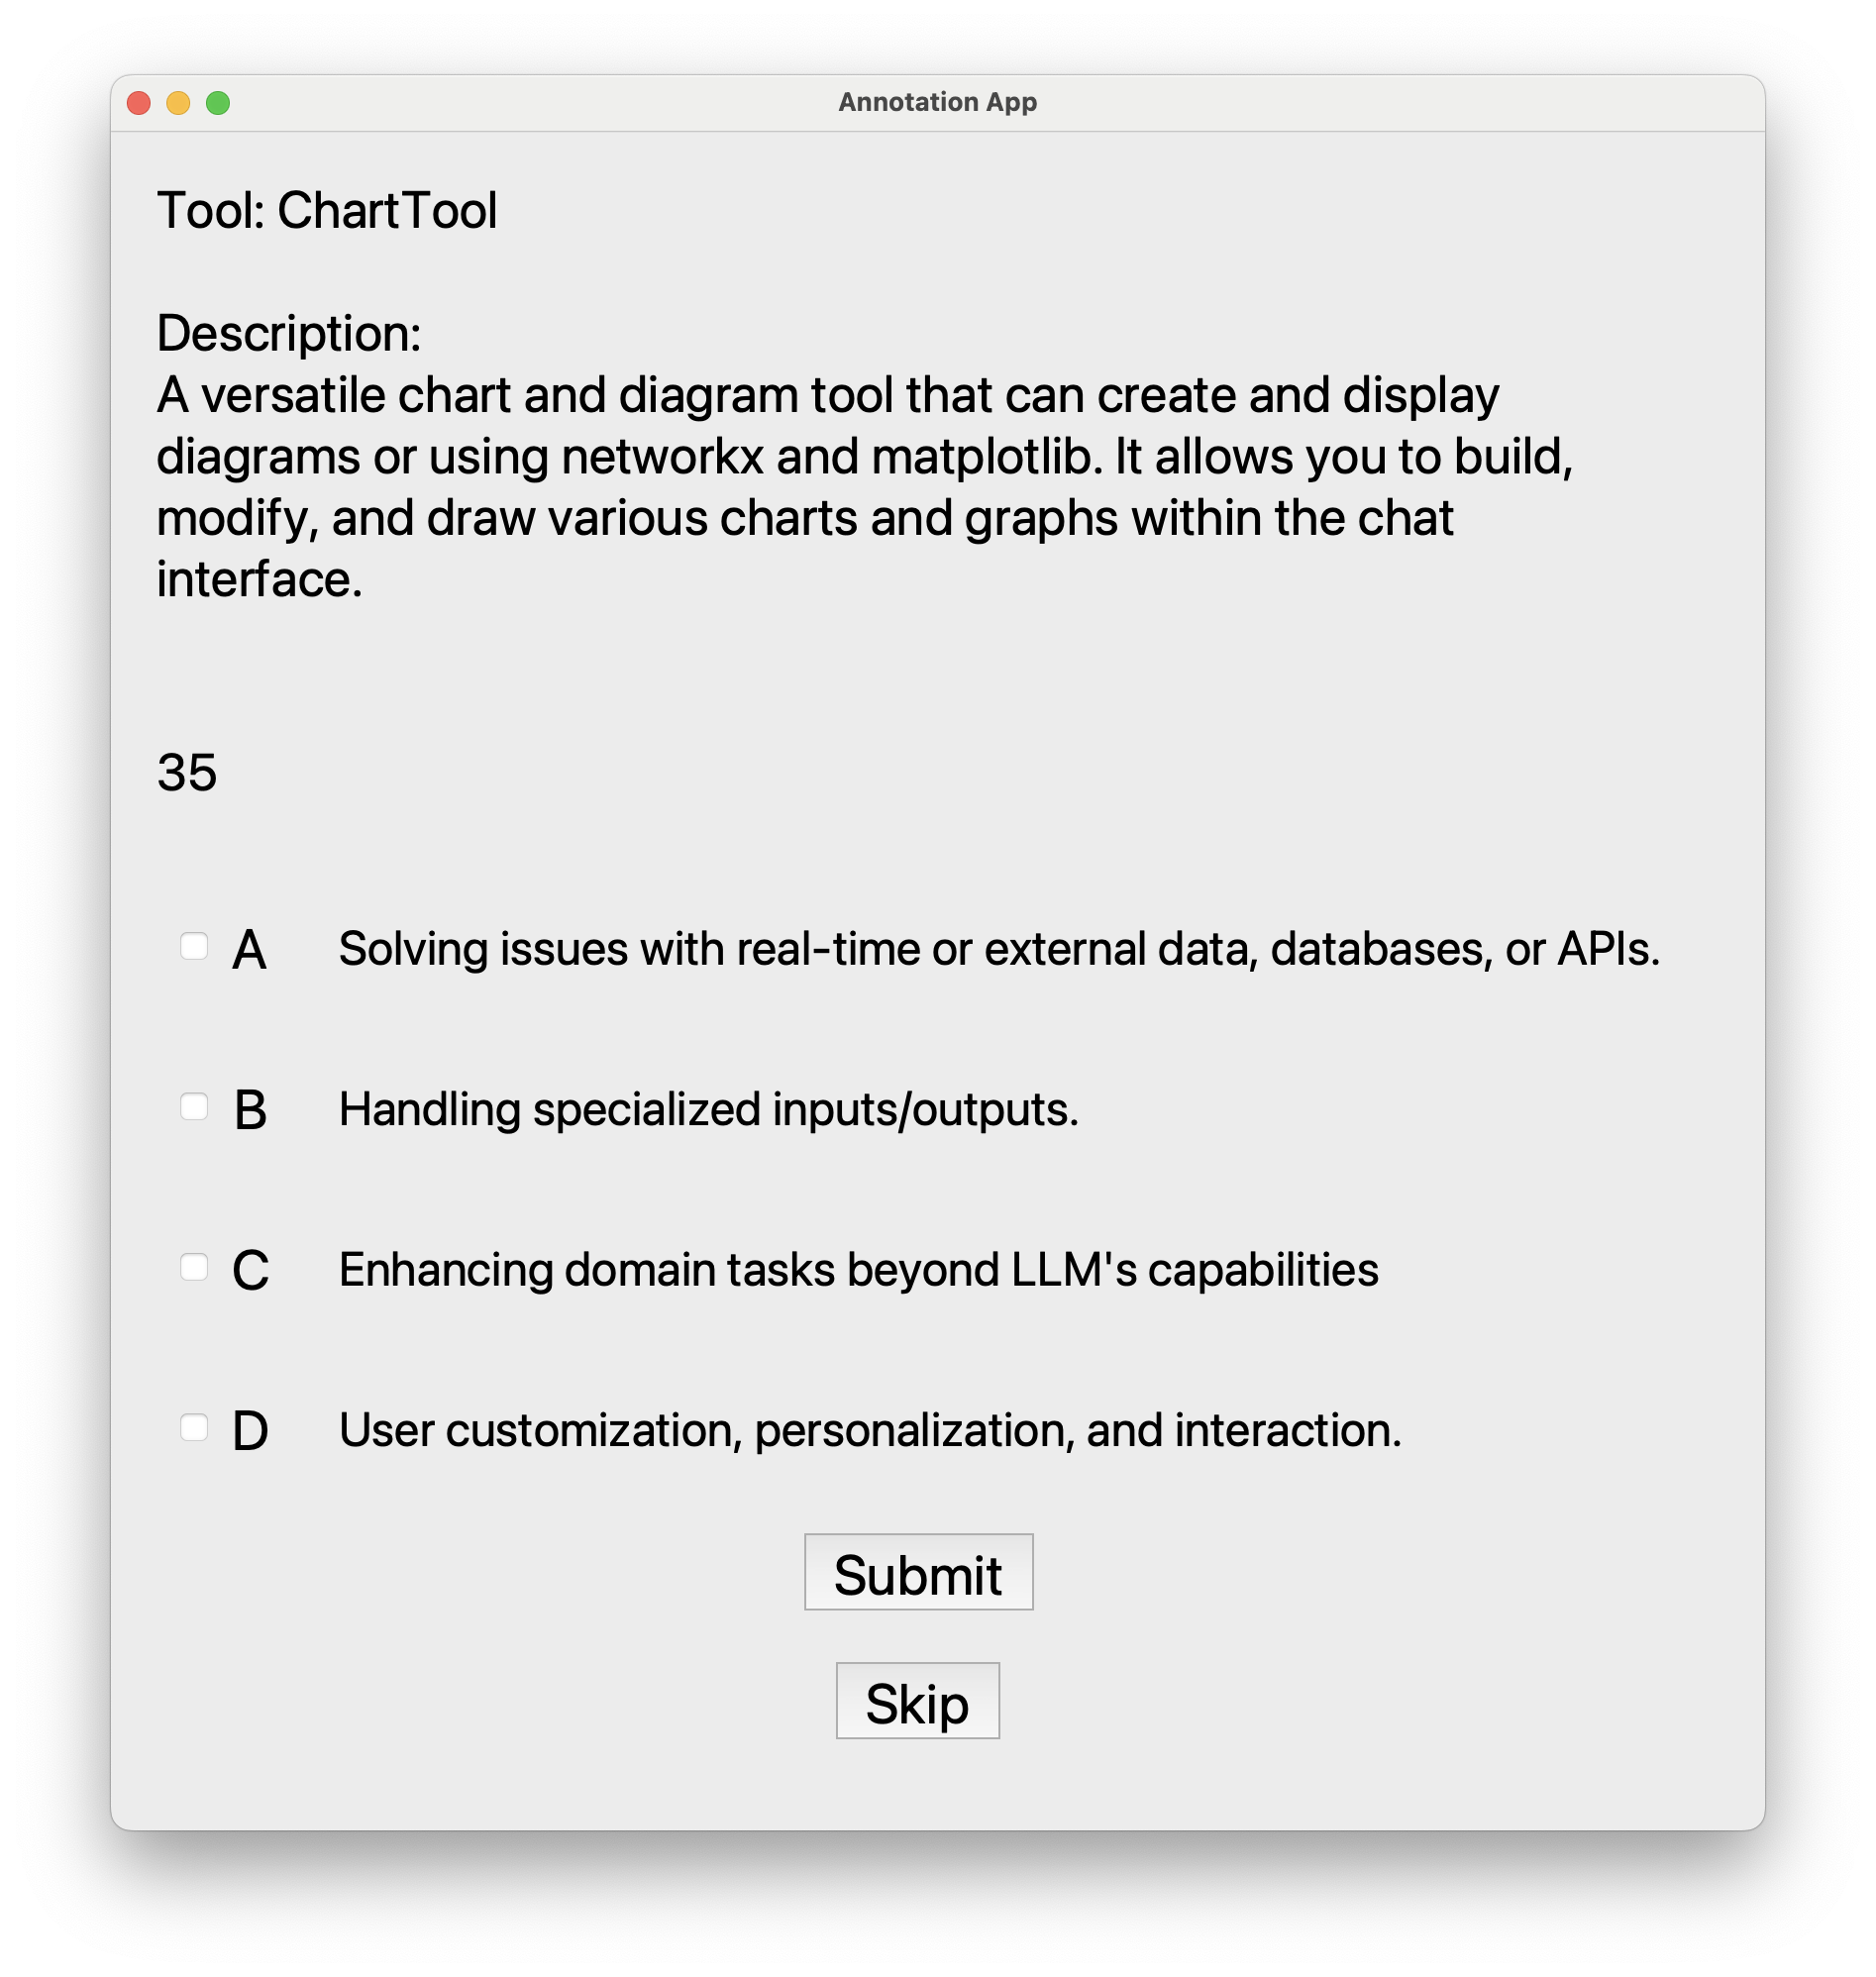 Annotation App
Tool: ChartTool
Description:
A versatile chart and diagram tool that can create and display
diagrams or using networkx and matplotlib. It allows you to build,
modify, and draw various charts and graphs within the chat
interface.
35
A Solving issues with real-time or external data, databases, or APIs.
B Handling specialized inputs/outputs.
C Enhancing domain tasks beyond LLM's capabilities
D User customization, personalization, and interaction.
Submit
Skip